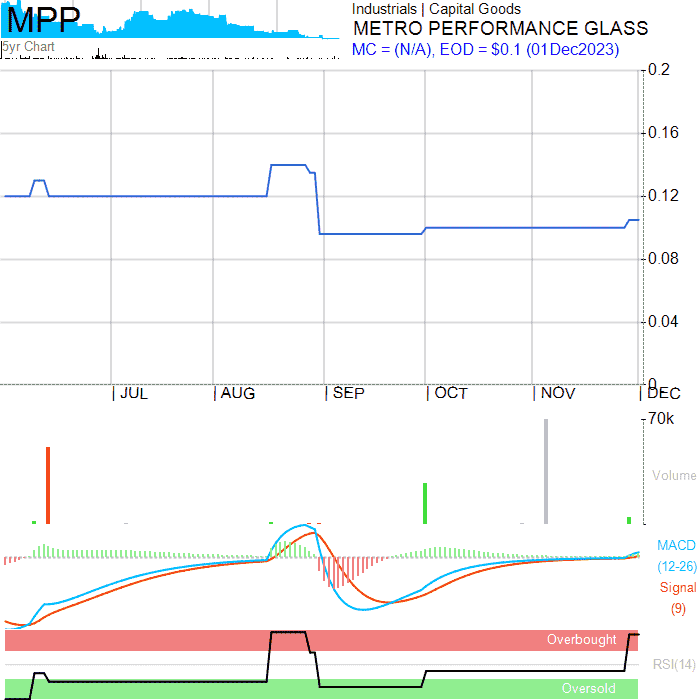 MPP
5yr Chart
Industrials | Capital Goods
METRO PERFORMANCE GLASS
MC = (N/A), EOD = $0.1 (01Dec2023)
0.2
0.16
0.12
0.08
0.04
0
| JUL | AUG | SEP | OCT | NOV | DEC
70k
Volume
MACD
(12-26)
Signal
(9)
Overbought
RSI(14)
Oversold